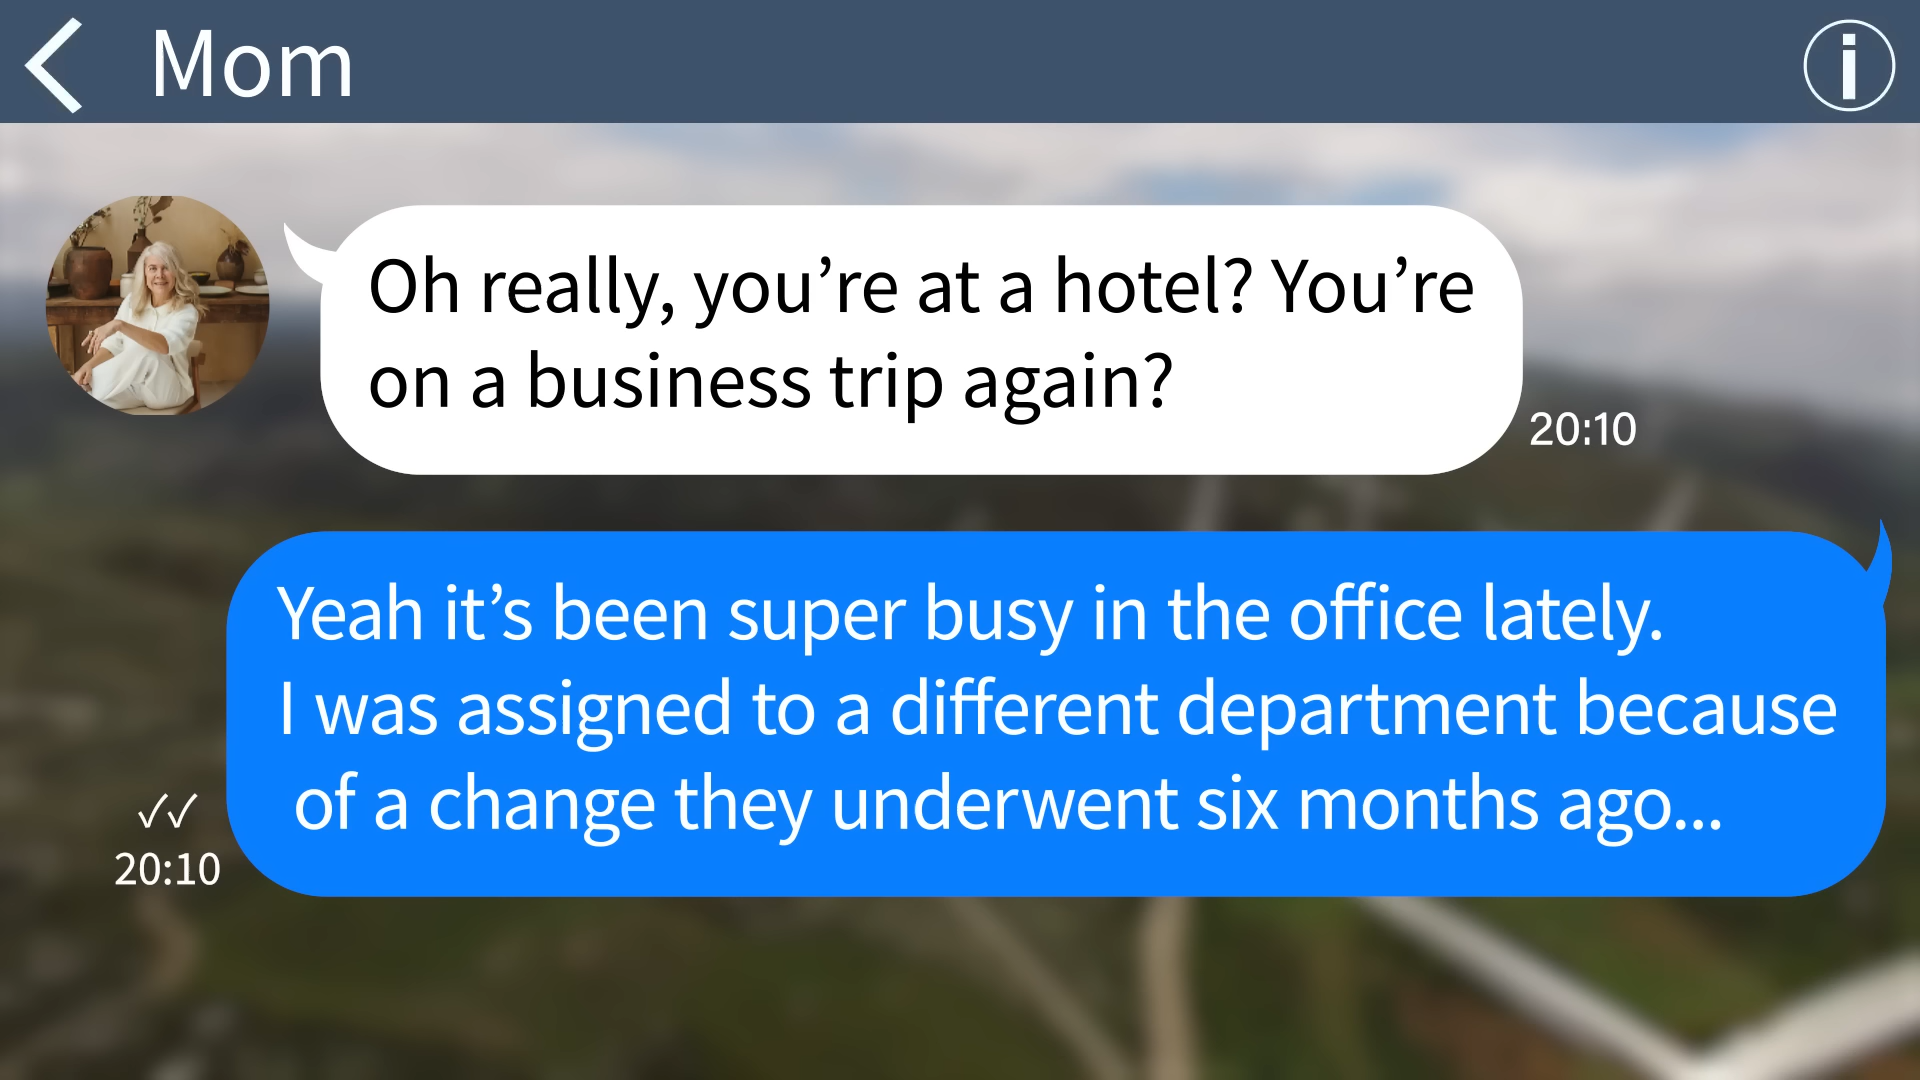 Mom
Oh really, you’re at a hotel? You’re
on a business trip again?
20:10
Yeah it’s been super busy in the office lately.
I was assigned to a different department because
of a change they underwent six months ago...
20:10